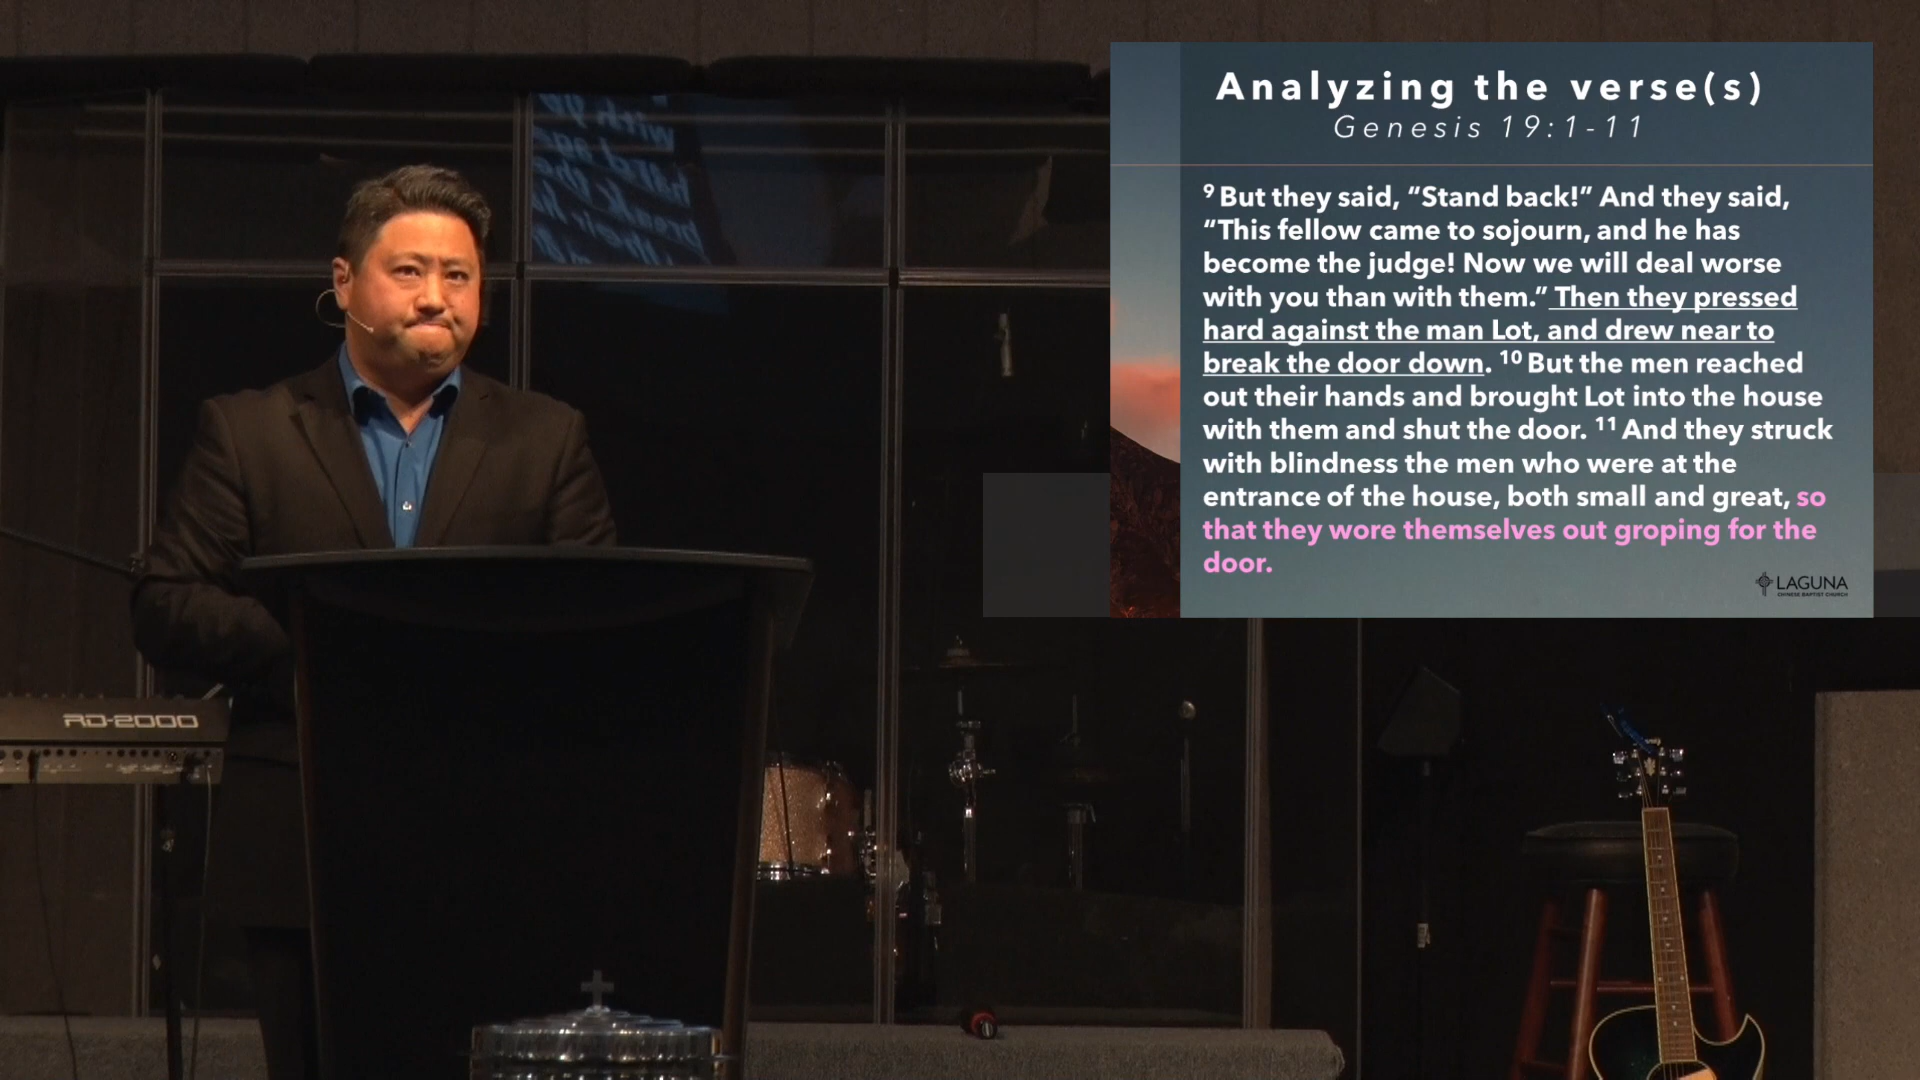 Analyzing the verse(s)
Genesis 19:1-11
⁹ But they said, “Stand back!” And they said,
“This fellow came to sojourn, and he has
become the judge! Now we will deal worse
with you than with them.” Then they pressed
hard against the man Lot, and drew near to
break the door down. ¹⁰ But the men reached
out their hands and brought Lot into the house
with them and shut the door. ¹¹ And they struck
with blindness the men who were at the
entrance of the house, both small and great, so
that they wore themselves out groping for the
door.
LAGUNA
CHINESE BAPTIST CHURCH
RD-2000